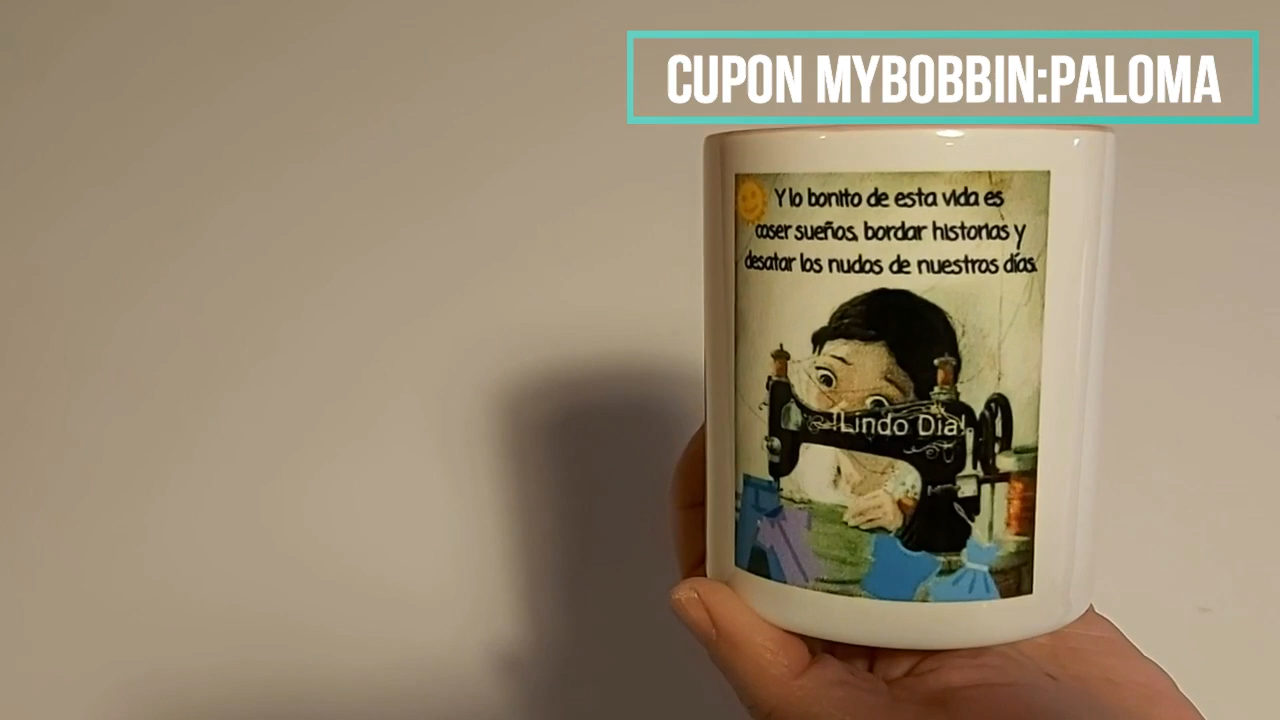 CUPON MYBOBBIN:PALOMA
Y lo bonito de esta vida es
coser sueños, bordar historias y
desatar los nudos de nuestros días.
¡Lindo Día!